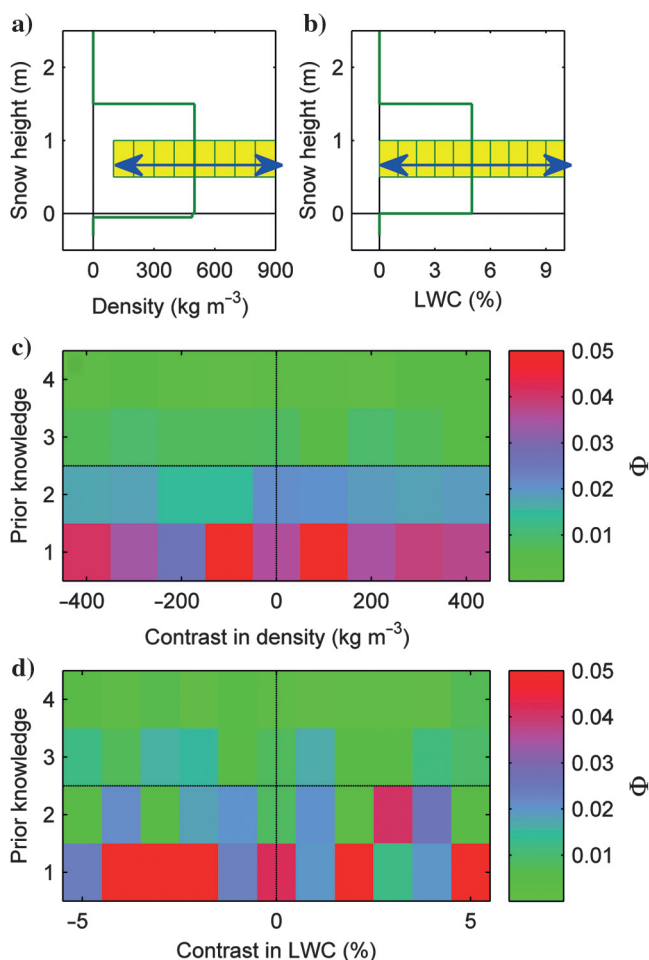 a)
b)
Snow height (m)
2
1
0
0
300
600
900
Density (kg m⁻³)
Snow height (m)
2
1
0
0
3
6
9
LWC (%)
c)
Prior knowledge
4
3
2
1
−400
−200
0
200
400
Contrast in density (kg m⁻³)
0.05
0.04
0.03
0.02
0.01
Φ
d)
Prior knowledge
4
3
2
1
−5
0
5
Contrast in LWC (%)
0.05
0.04
0.03
0.02
0.01
Φ